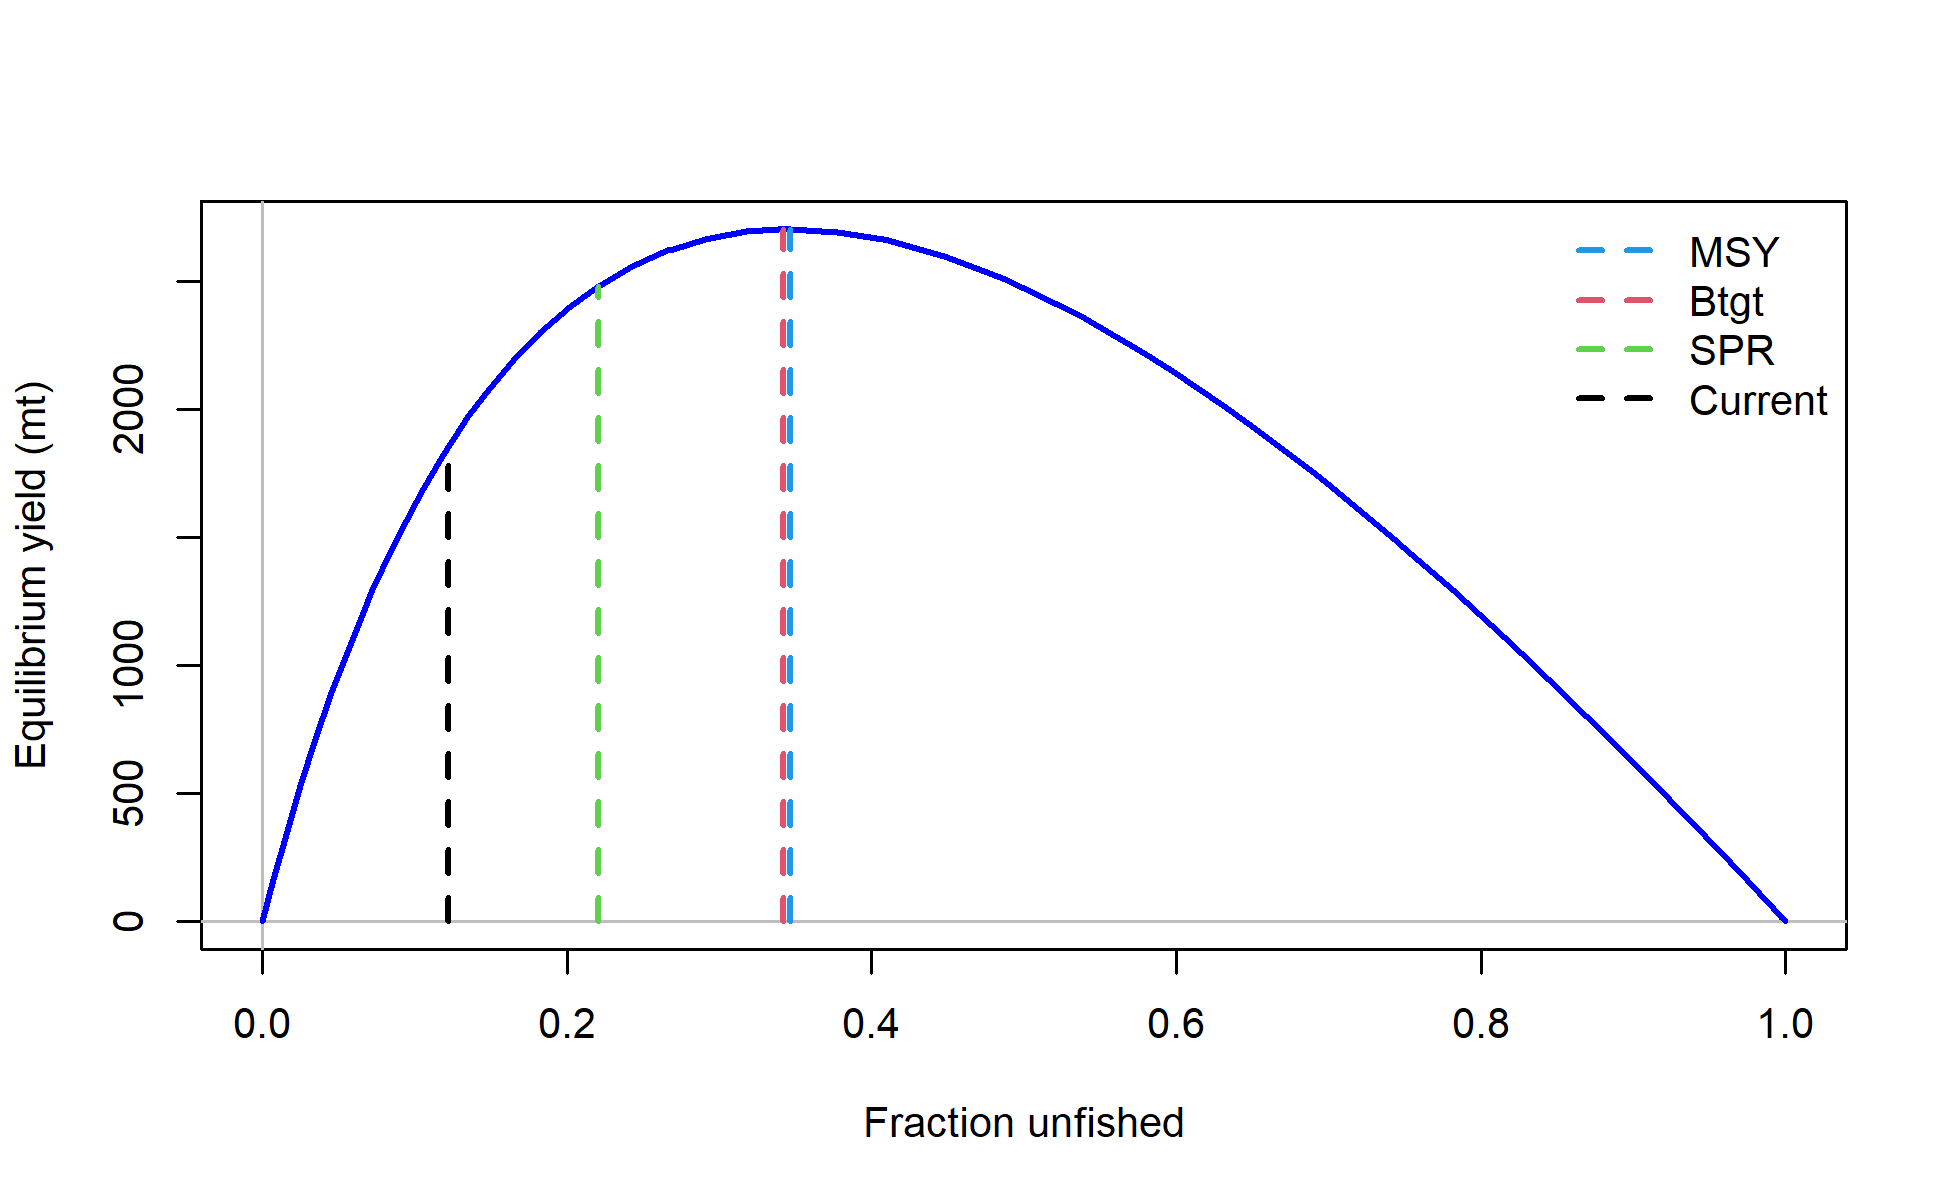 MSY
Btgt
SPR
Current
Equilibrium yield (mt)
2000
1000
500
0
0.0 0.2 0.4 0.6 0.8 1.0
Fraction unfished